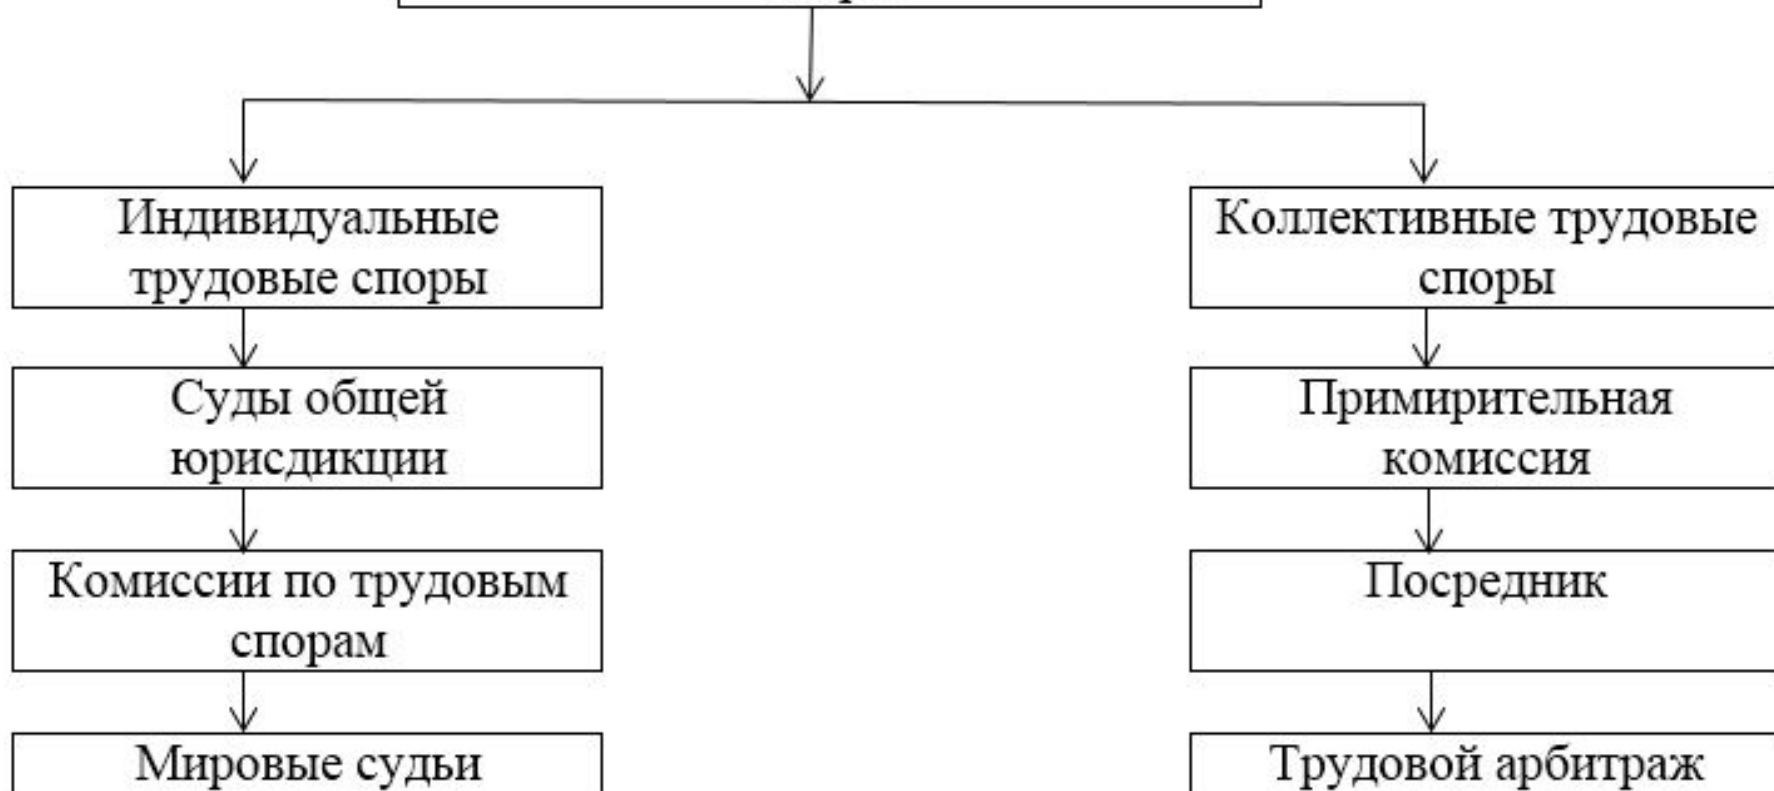 Индивидуальные
трудовые споры
Коллективные трудовые
споры
Суды общей
юрисдикции
Примирительная
комиссия
Комиссии по трудовым
спорам
Посредник
Мировые судьи
Трудовой арбитраж